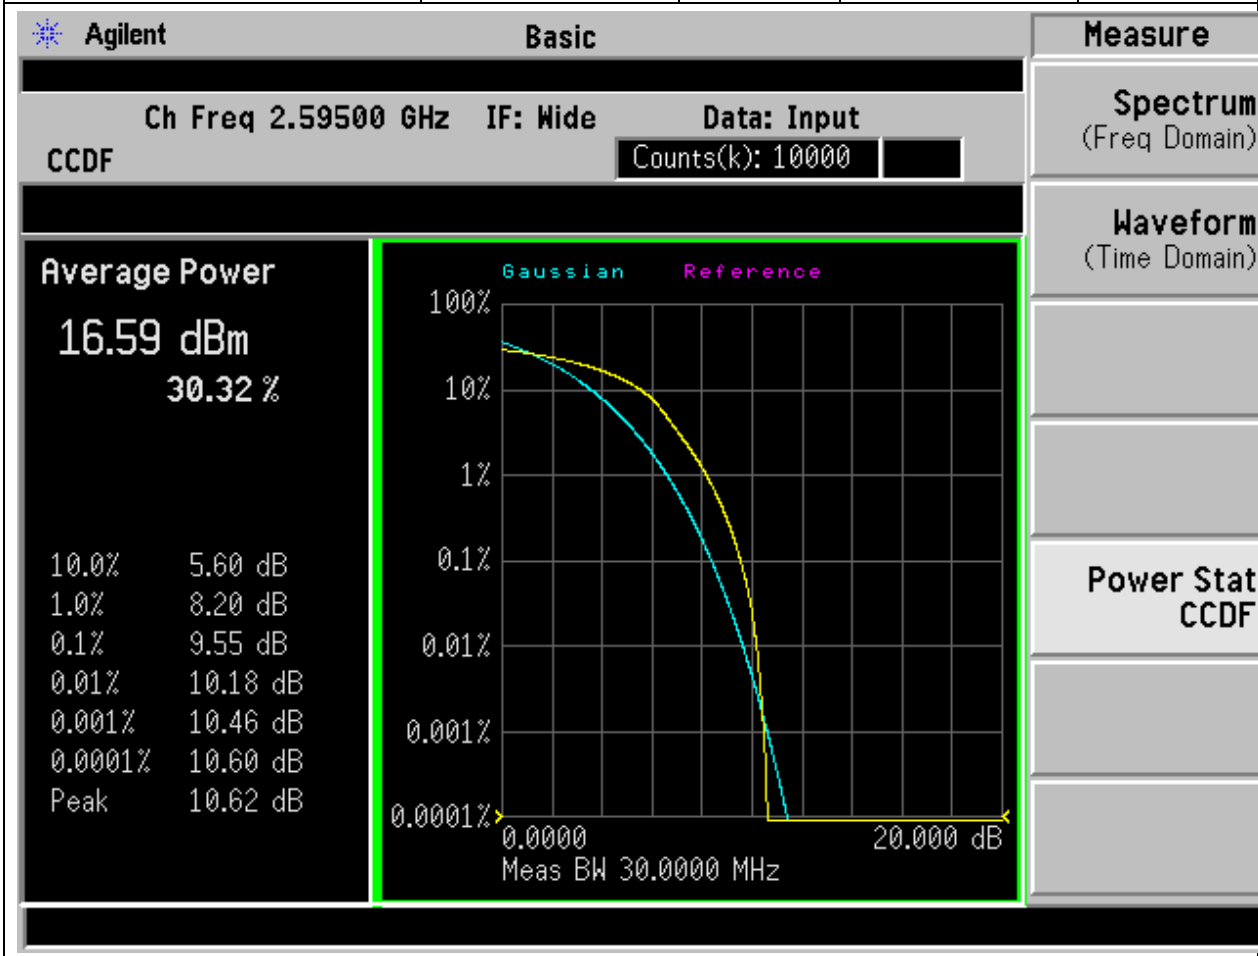 Agilent Basic Measure
Ch Freq 2.59500 GHz IF: Wide Data: Input
CCDF Counts(k): 10000
Spectrum
(Freq Domain)
Waveform
(Time Domain)
Power Stat
CCDF
Average Power
16.59 dBm
30.32 %
10.0% 5.60 dB
1.0% 8.20 dB
0.1% 9.55 dB
0.01% 10.18 dB
0.001% 10.46 dB
0.0001% 10.60 dB
Peak 10.62 dB
Gaussian Reference
100%
10%
1%
0.1%
0.01%
0.001%
0.0001%
0.0000 20.000 dB
Meas BW 30.0000 MHz